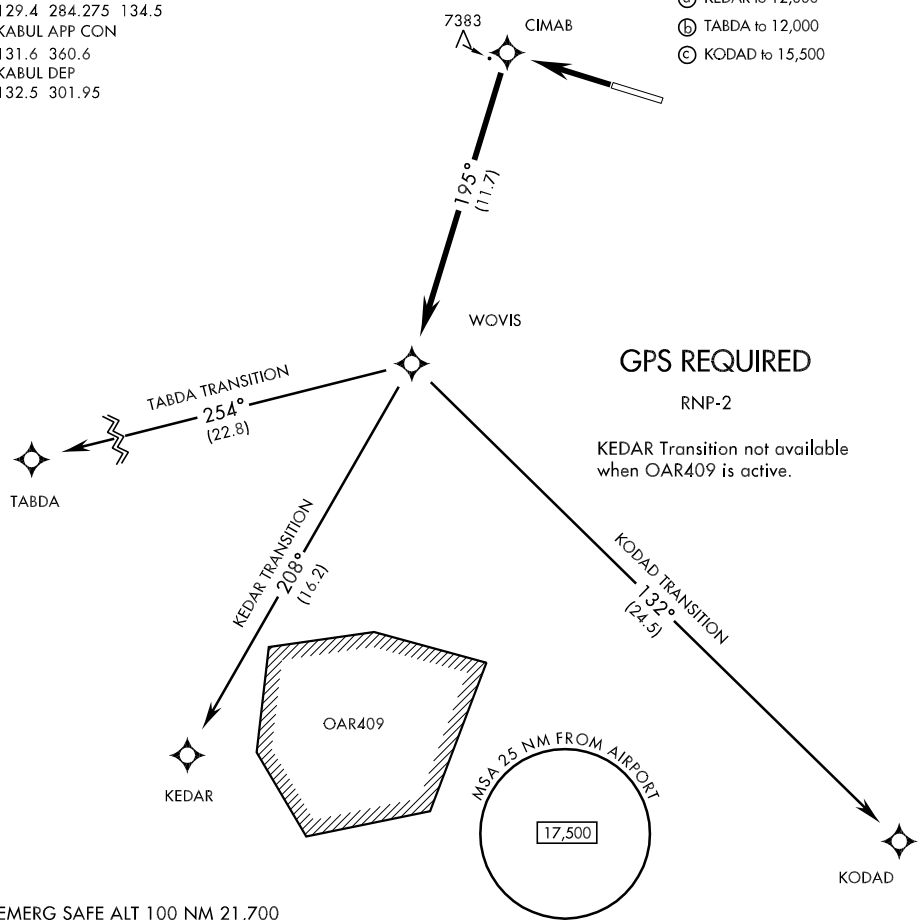 129.4 284.275 134.5
KABUL APP CON
131.6 360.6
KABUL DEP
132.5 301.95
7383
CIMAB
ⓐ KEDAR to
ⓑ TABDA to 12,000
ⓒ KODAD to 15,500
195°
(11.7)
WOVIS
GPS REQUIRED
RNP-2
KEDAR Transition not available
when OAR409 is active.
TABDA TRANSITION
254°
(22.8)
TABDA
KEDAR TRANSITION
208°
(16.2)
KODAD TRANSITION
132°
(24.5)
OAR409
KEDAR
MSA 25 NM FROM AIRPORT
17,500
KODAD
EMERG SAFE ALT 100 NM 21,700